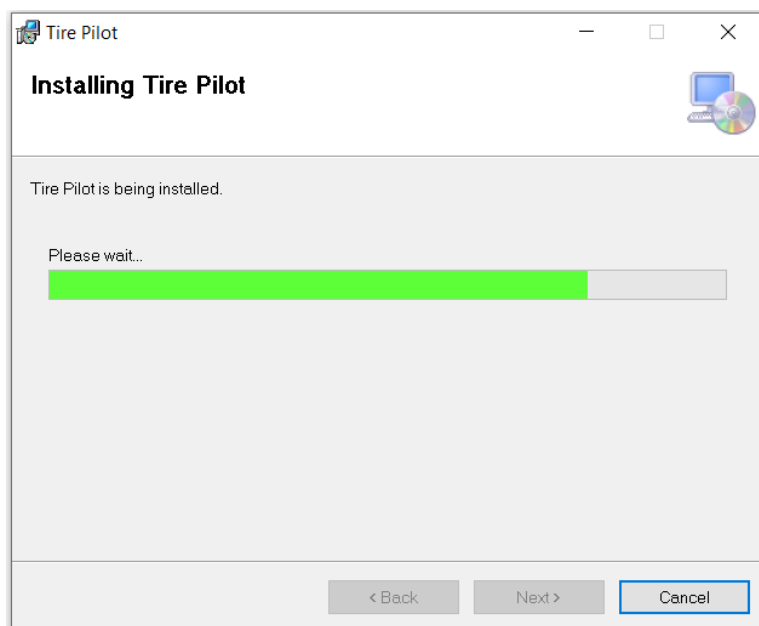 Tire Pilot
Installing Tire Pilot
Tire Pilot is being installed.
Please wait...
< Back
Next >
Cancel